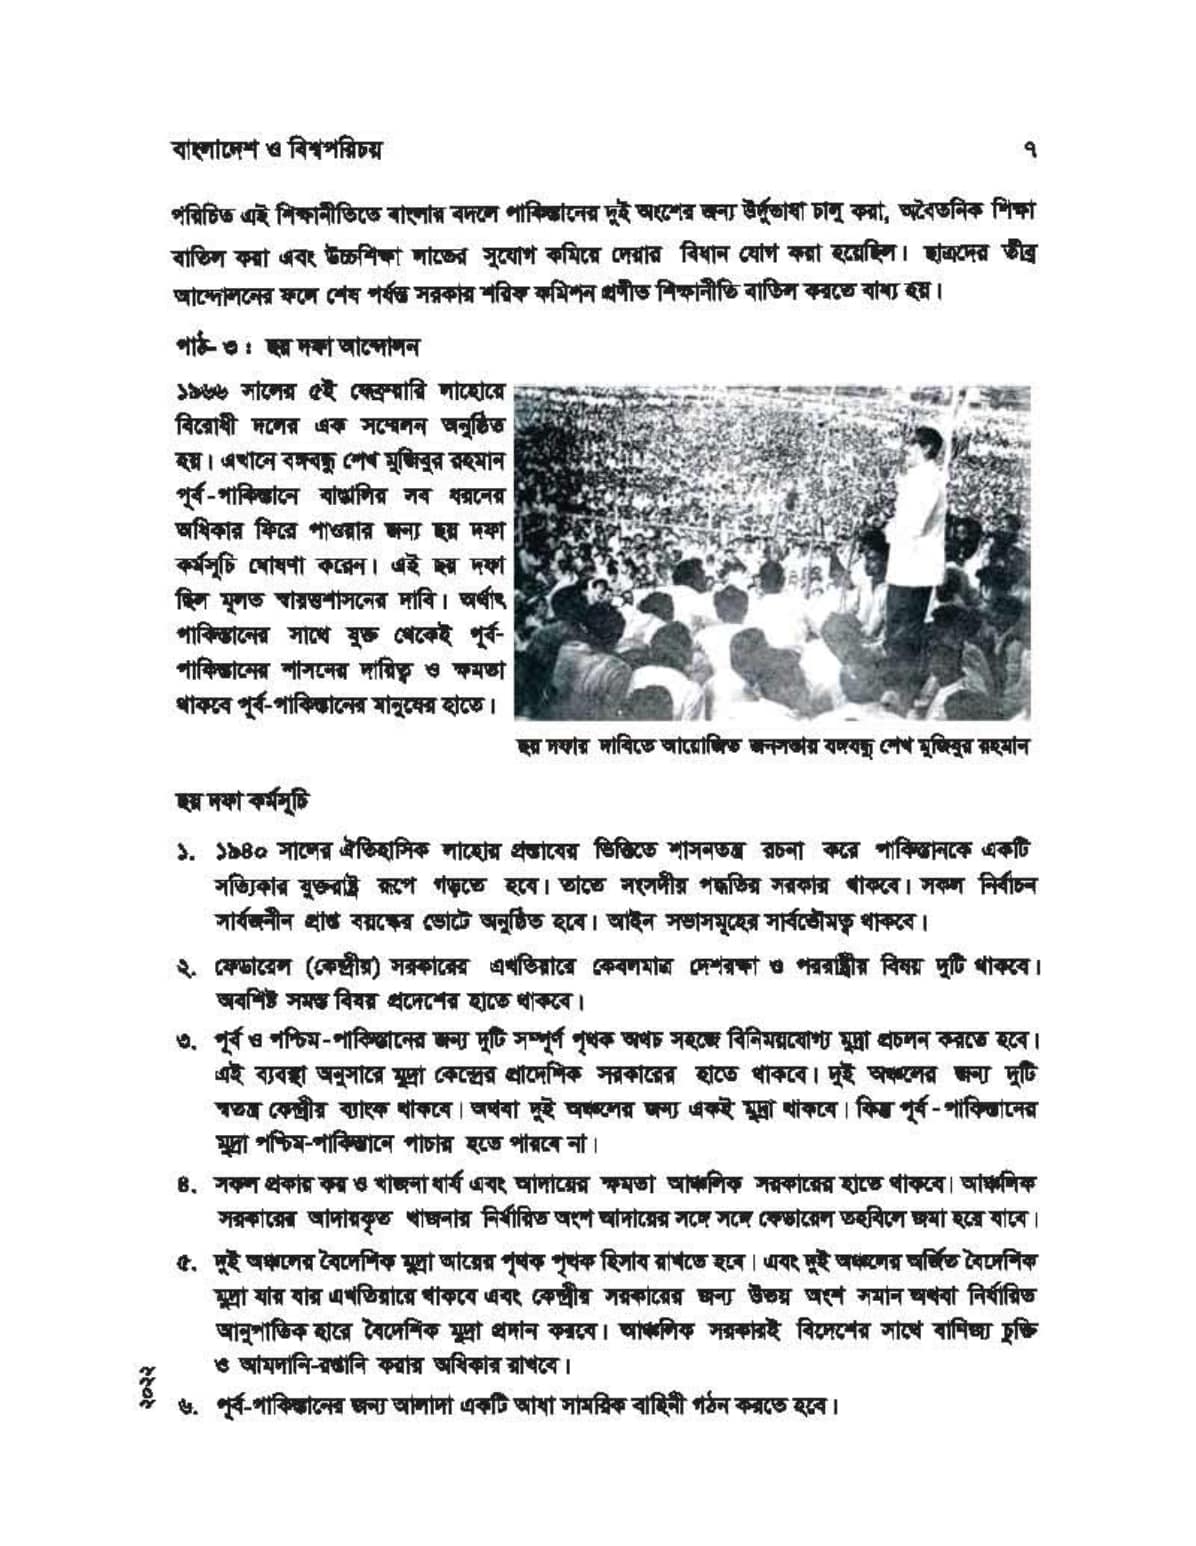 বাংলাদেশ ও বিশ্বপরিচয় ৭
পরিচিত এই শিক্ষানীতিতে বাংলার বদলে পাকিস্তানের দুই অংশের জন্য উর্দুভাষা চালু করা, অবৈতনিক শিক্ষা
বাতিল করা এবং উচ্চশিক্ষা লাভের সুযোগ কমিয়ে দেয়ার বিধান যোগ করা হয়েছিল। ছাত্রদের তীব্র
আন্দোলনের ফলে শেষ পর্যন্ত সরকার শরিফ কমিশন প্রণীত শিক্ষানীতি বাতিল করতে বাধ্য হয়।
পাঠ- ৩ : ছয় দফা আন্দোলন
১৯৬৬ সালের ৫ই ফেব্রুয়ারি লাহোরে
বিরোধী দলের এক সম্মেলন অনুষ্ঠিত
হয়। এখানে বঙ্গবন্ধু শেখ মুজিবুর রহমান
পূর্ব-পাকিস্তানে বাঙালির সব ধরনের
অধিকার ফিরে পাওয়ার জন্য ছয় দফা
কর্মসূচি ঘোষণা করেন। এই ছয় দফা
ছিল মূলত স্বায়ত্তশাসনের দাবি। অর্থাৎ
পাকিস্তানের সাথে যুক্ত থেকেই পূর্ব-
পাকিস্তানের শাসনের দায়িত্ব ও ক্ষমতা
থাকবে পূর্ব-পাকিস্তানের মানুষের হাতে।
ছয় দফার দাবিতে আয়োজিত জনসভায় বঙ্গবন্ধু শেখ মুজিবুর রহমান
ছয় দফা কর্মসূচি
১. ১৯৪০ সালের ঐতিহাসিক লাহোর প্রস্তাবের ভিত্তিতে শাসনতন্ত্র রচনা করে পাকিস্তানকে একটি
সত্যিকার যুক্তরাষ্ট্র রূপে গড়তে হবে। তাতে সংসদীয় পদ্ধতির সরকার থাকবে। সকল নির্বাচন
সার্বজনীন প্রাপ্ত বয়স্কের ভোটে অনুষ্ঠিত হবে। আইন সভাসমূহের সার্বভৌমত্ব থাকবে।
২. ফেডারেল (কেন্দ্রীয়) সরকারের এখতিয়ারে কেবলমাত্র দেশরক্ষা ও পররাষ্ট্রীয় বিষয় দুটি থাকবে।
অবশিষ্ট সমস্ত বিষয় প্রদেশের হাতে থাকবে।
৩. পূর্ব ও পশ্চিম-পাকিস্তানের জন্য দুটি সম্পূর্ণ পৃথক অথচ সহজে বিনিময়যোগ্য মুদ্রা প্রচলন করতে হবে।
এই ব্যবস্থা অনুসারে মুদ্রা কেন্দ্রের প্রাদেশিক সরকারের হাতে থাকবে। দুই অঞ্চলের জন্য দুটি
স্বতন্ত্র কেন্দ্রীয় ব্যাংক থাকবে। অথবা দুই অঞ্চলের জন্য একই মুদ্রা থাকবে। কিন্তু পূর্ব -পাকিস্তানের
মুদ্রা পশ্চিম-পাকিস্তানে পাচার হতে পারবে না।
৪. সকল প্রকার কর ও খাজনা ধার্য এবং আদায়ের ক্ষমতা আঞ্চলিক সরকারের হাতে থাকবে। আঞ্চলিক
সরকারের আদায়কৃত খাজনার নির্ধারিত অংশ আদায়ের সঙ্গে সঙ্গে ফেডারেল তহবিলে জমা হয়ে যাবে।
৫. দুই অঞ্চলের বৈদেশিক মুদ্রা আয়ের পৃথক পৃথক হিসাব রাখতে হবে। এবং দুই অঞ্চলের অর্জিত বৈদেশিক
মুদ্রা যার যার এখতিয়ারে থাকবে এবং কেন্দ্রীয় সরকারের জন্য উভয় অংশ সমান অথবা নির্ধারিত
আনুপাতিক হারে বৈদেশিক মুদ্রা প্রদান করবে। আঞ্চলিক সরকারই বিদেশের সাথে বাণিজ্য চুক্তি
ও আমদানি-রপ্তানি করার অধিকার রাখবে।
৬. পূর্ব-পাকিস্তানের জন্য আলাদা একটি আধা সামরিক বাহিনী গঠন করতে হবে।
২০২২